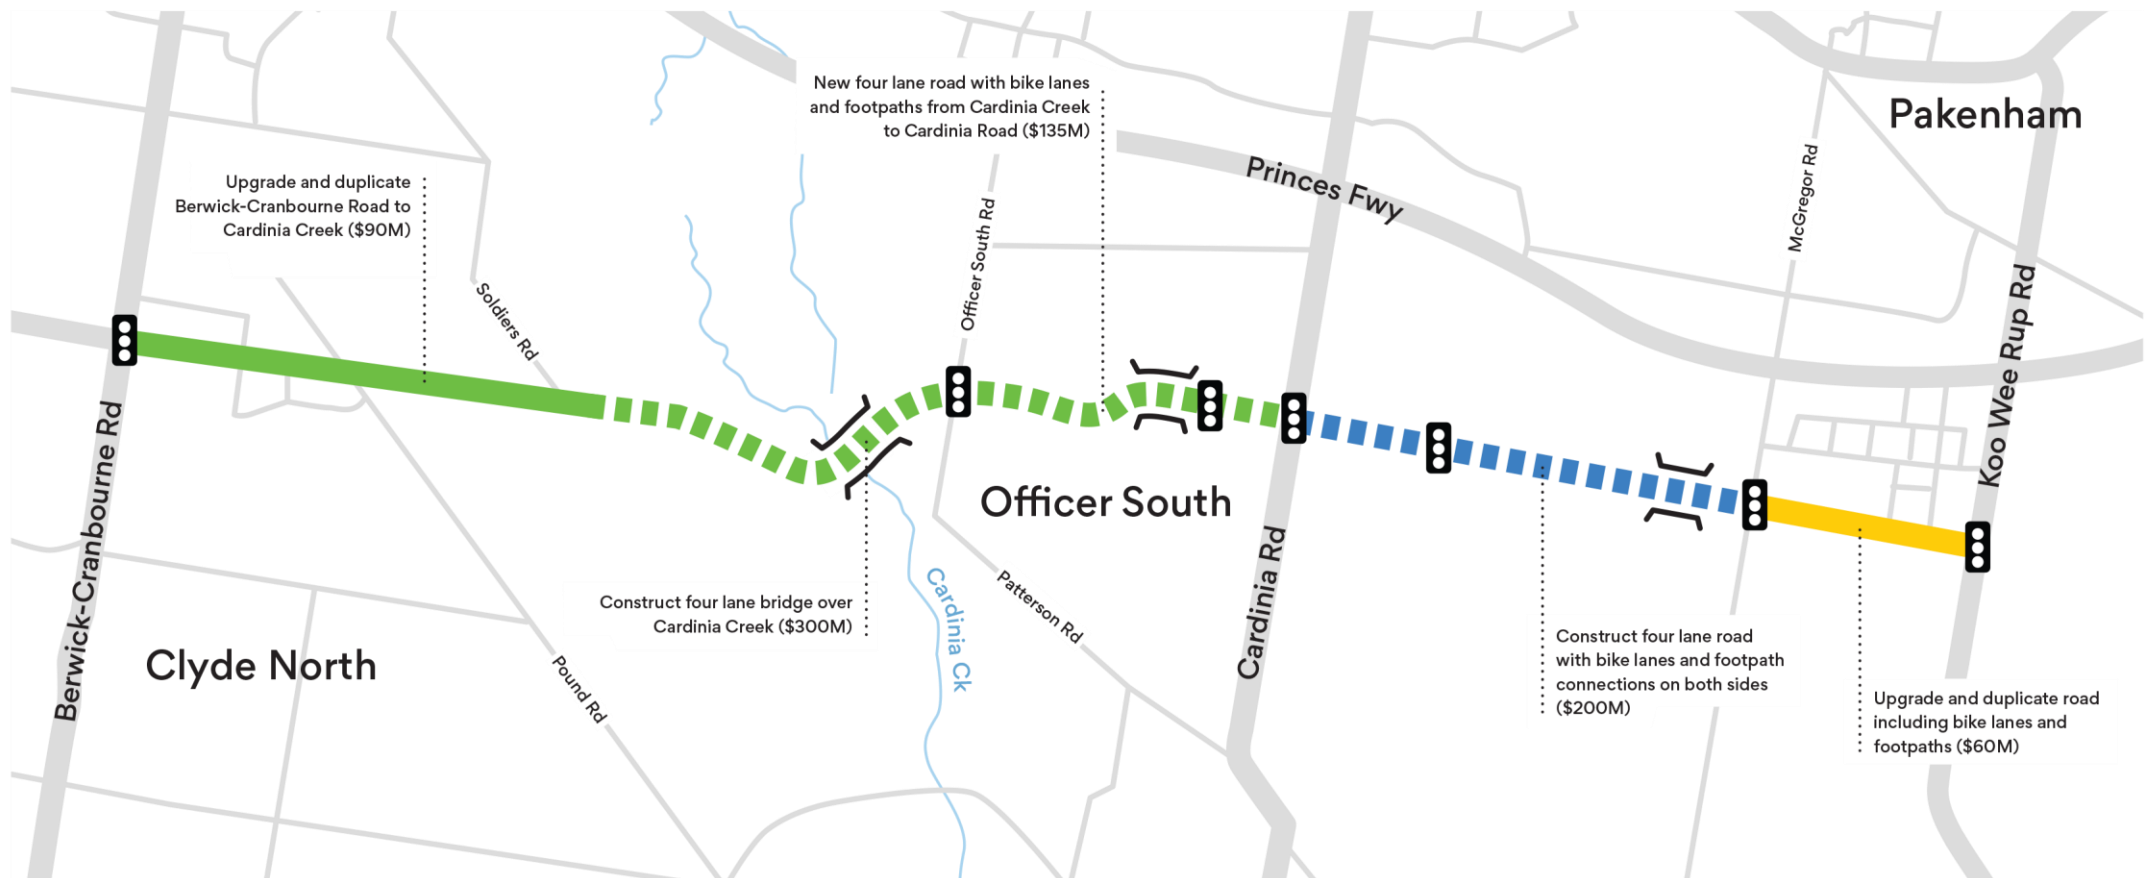 New four lane road with bike lanes
and footpaths from Cardinia Creek
to Cardinia Road ($135M)
Pakenham
Princes Fwy
McGregor Rd
Upgrade and duplicate
Berwick-Cranbourne Road to
Cardinia Creek ($90M)
Officer South Rd
Soldiers Rd
Koo Wee Rup Rd
Berwick-Cranbourne Rd
Officer South
Cardinia Rd
Construct four lane bridge over
Cardinia Creek ($300M)
Cardinia Ck
Patterson Rd
Clyde North
Pound Rd
Construct four lane road
with bike lanes and footpath
connections on both sides
($200M)
Upgrade and duplicate road
including bike lanes and
footpaths ($60M)